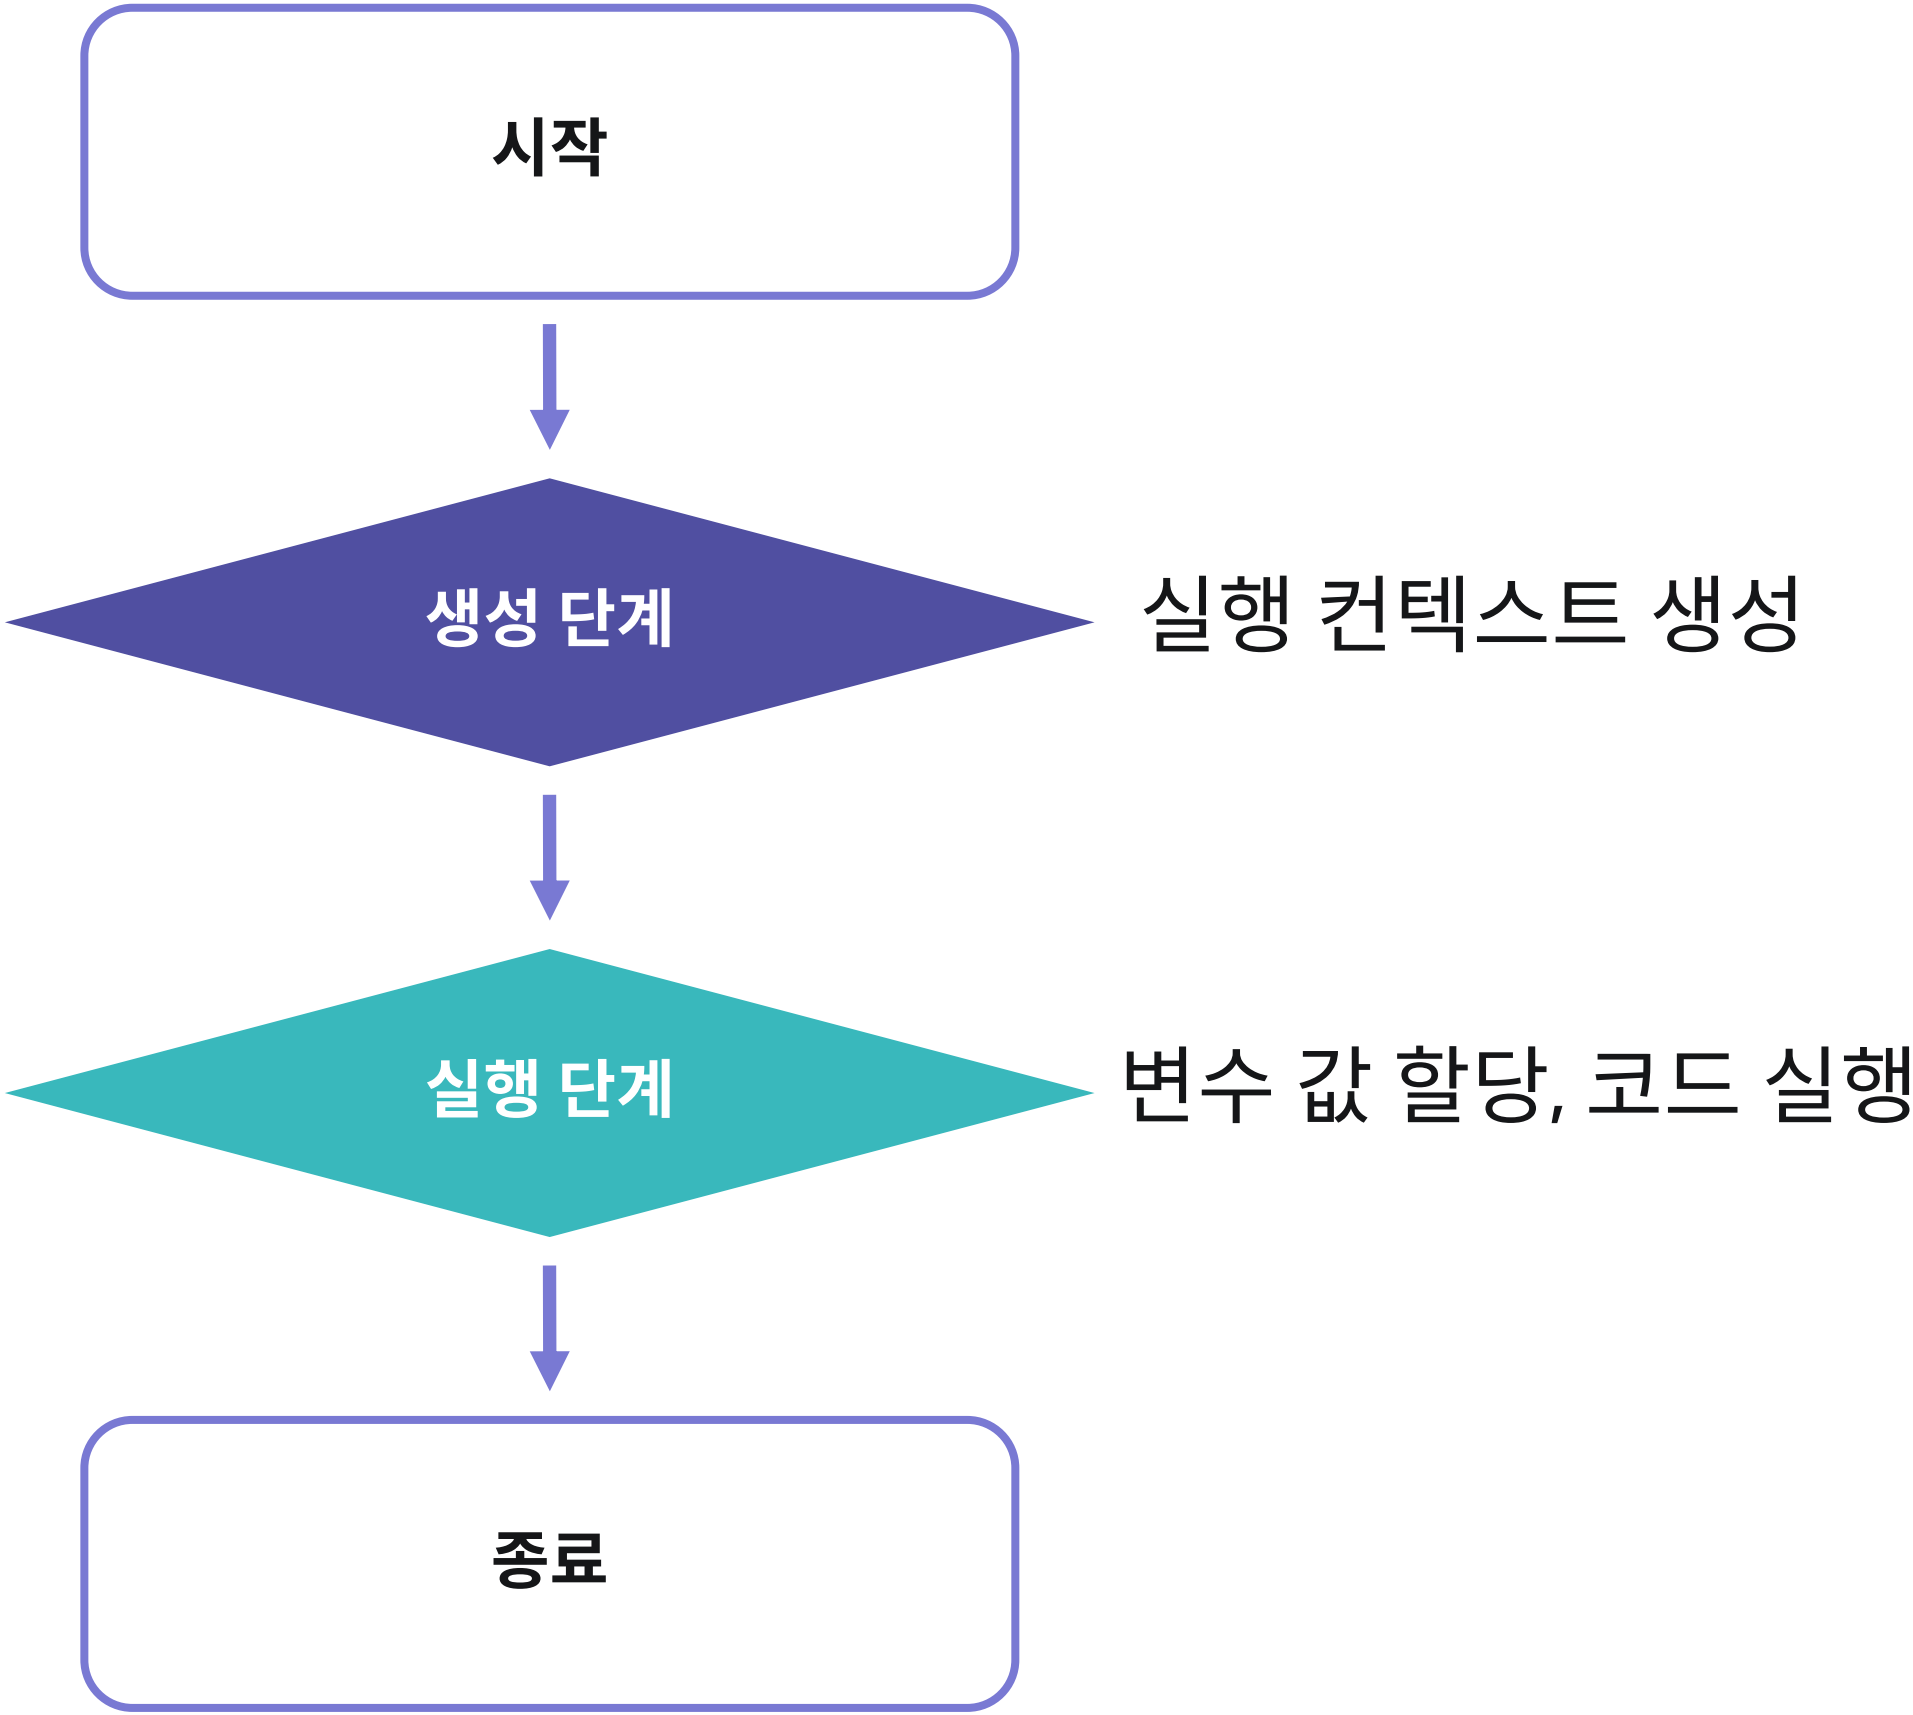 시작
생성 단계
실행 컨텍스트 생성
실행 단계
변수 값 할당, 코드 실행
종료